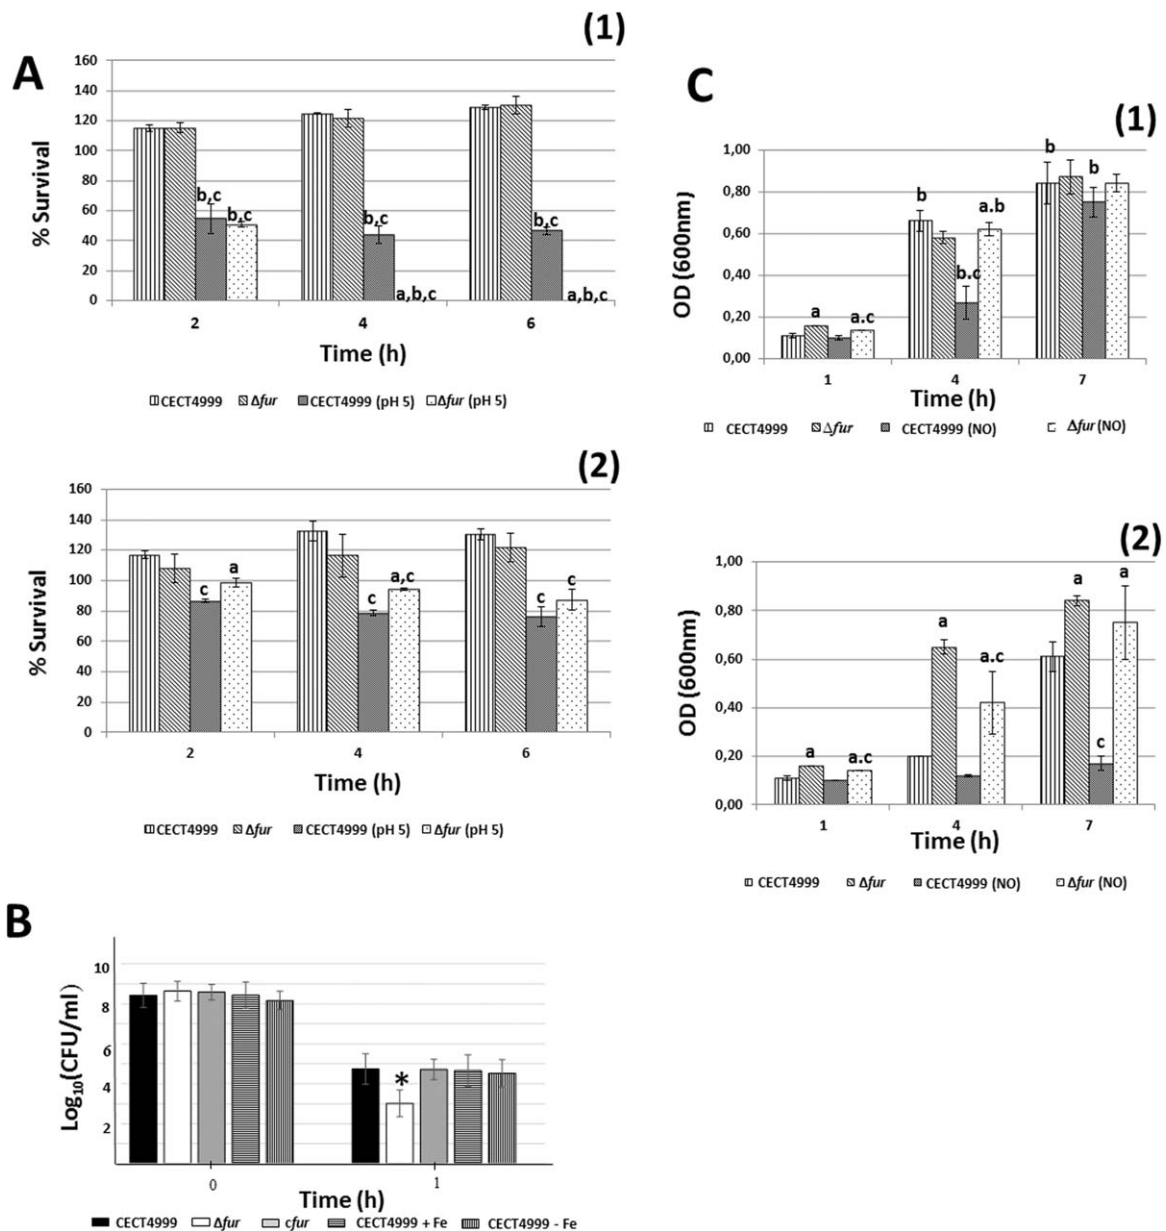 A
(1)
% Survival
160
140
120
100
80
60
40
20
0
b,c
b,c
b,c
a,b,c
b,c
a,b,c
2
4
6
Time (h)
CECT4999 Δfur CECT4999 (pH 5) Δfur (pH 5)
(2)
% Survival
160
140
120
100
80
60
40
20
0
c
a
c
a,c
c
c
2
4
6
Time (h)
CECT4999 Δfur CECT4999 (pH 5) Δfur (pH 5)
B
Log10(CFU/ml)
10
8
6
4
2
*
0
1
Time (h)
CECT4999 Δfur cfur CECT4999 + Fe CECT4999 - Fe
C
(1)
OD (600nm)
1,00
0,80
0,60
0,40
0,20
0,00
a
a.c
b
b.c
a.b
b
b
1
4
7
Time (h)
CECT4999 Δfur CECT4999 (NO) Δfur (NO)
(2)
OD (600nm)
1,00
0,80
0,60
0,40
0,20
0,00
a
a.c
a
a.c
a
c
a
1
4
7
Time (h)
CECT4999 Δfur CECT4999 (NO) Δfur (NO)